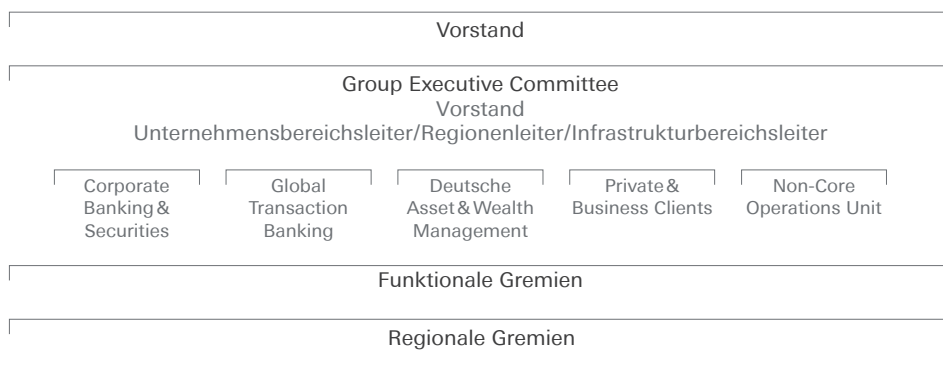 Vorstand
Group Executive Committee
Vorstand
Unternehmensbereichsleiter/Regionenleiter/Infrastrukturbereichsleiter
Corporate
Banking & 
Securities
Global
Transaction
Banking
Deutsche
Asset & Wealth
Management
Private &
Business Clients
Non-Core
Operations Unit
Funktionale Gremien
Regionale Gremien